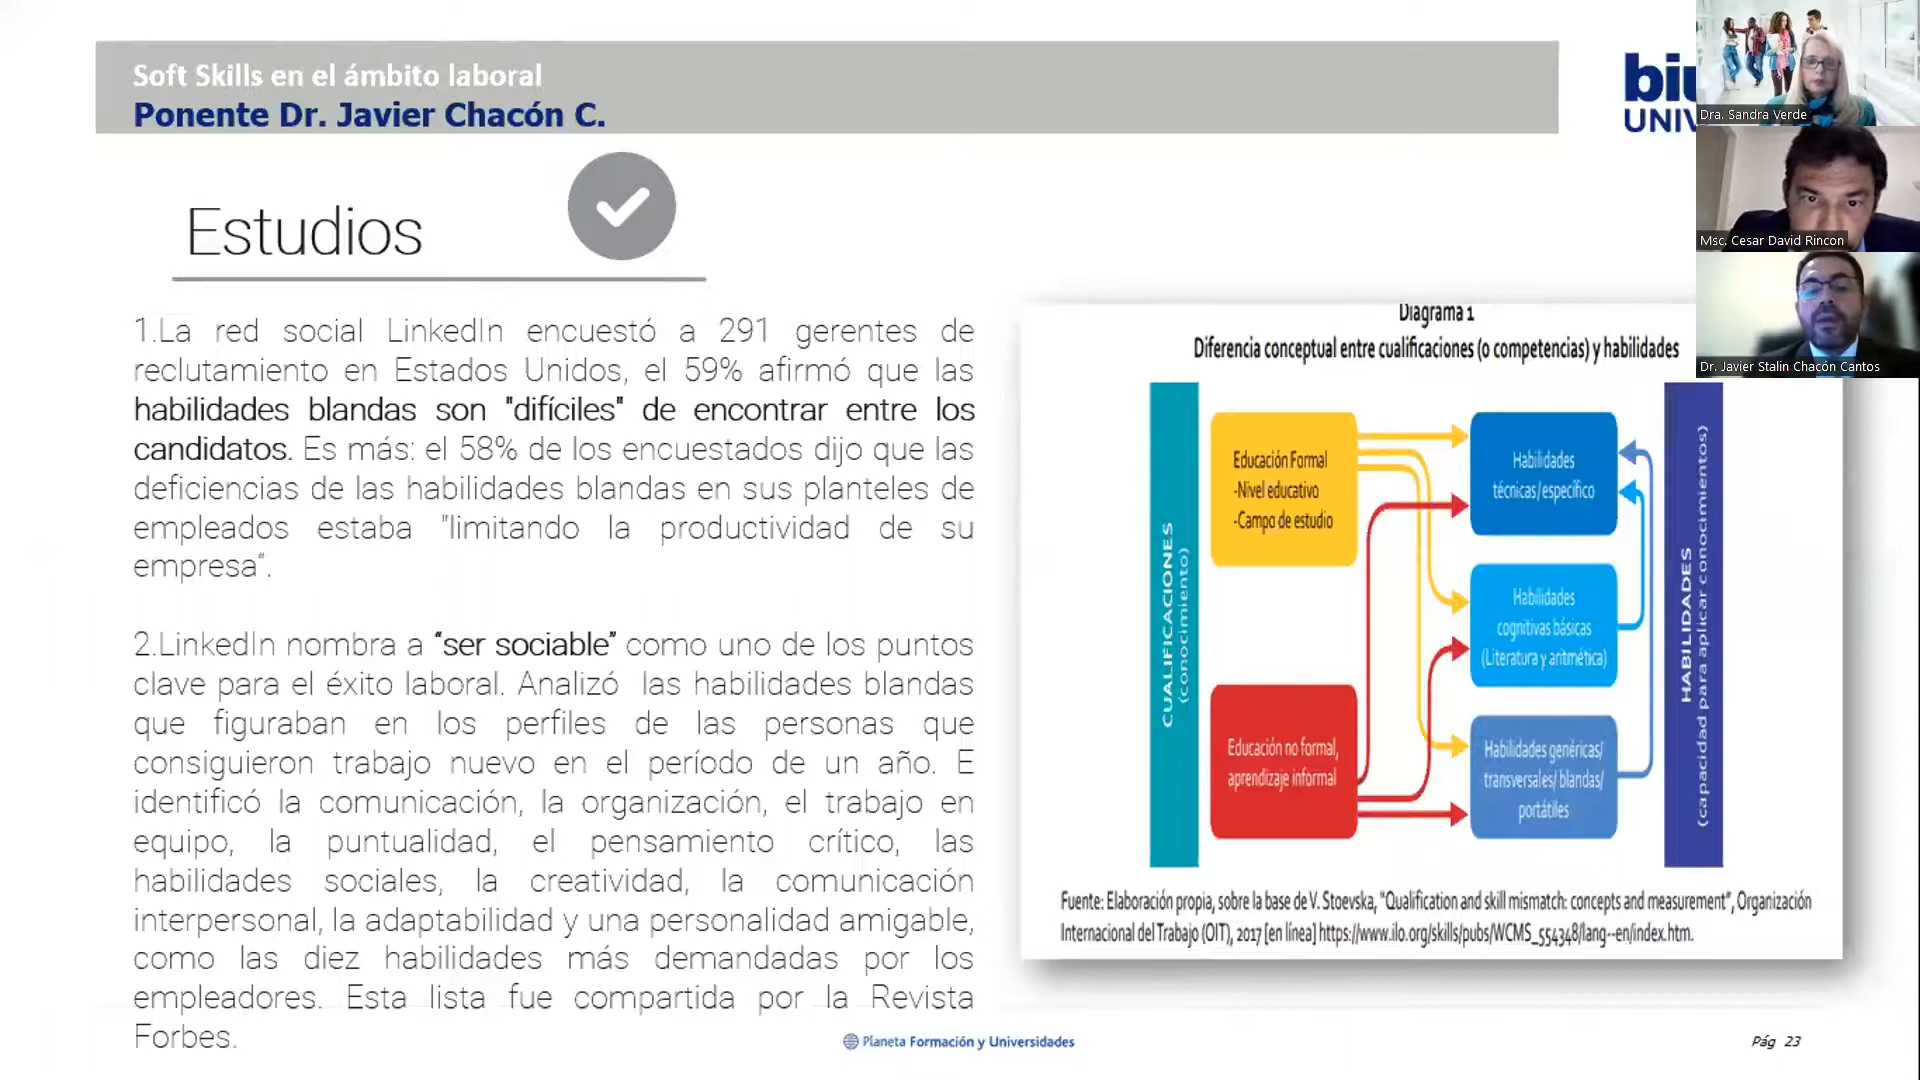 Soft Skills en el ámbito laboral
Ponente Dr. Javier Chacón C.
Dra. Sandra Verde
Msc. Cesar David Rincon
Dr. Javier Stalin Chacón Cantos
Estudios
1.La red social LinkedIn encuestó a 291 gerentes de
reclutamiento en Estados Unidos, el 59% afirmó que las
habilidades blandas son "difíciles" de encontrar entre los
candidatos. Es más: el 58% de los encuestados dijo que las
deficiencias de las habilidades blandas en sus planteles de
empleados estaba "limitando la productividad de su
empresa“.
2.LinkedIn nombra a “ser sociable” como uno de los puntos
clave para el éxito laboral. Analizó las habilidades blandas
que figuraban en los perfiles de las personas que
consiguieron trabajo nuevo en el período de un año. E
identificó la comunicación, la organización, el trabajo en
equipo, la puntualidad, el pensamiento crítico, las
habilidades sociales, la creatividad, la comunicación
interpersonal, la adaptabilidad y una personalidad amigable,
como las diez habilidades más demandadas por los
empleadores. Esta lista fue compartida por la Revista
Forbes.
Diagrama 1
Diferencia conceptual entre cualificaciones (o competencias) y habilidades
CUALIFICACIONES
(conocimiento)
Educación Formal
-Nivel educativo
-Campo de estudio
Educación no formal,
aprendizaje informal
Habilidades
técnicas/específico
Habilidades
cognitivas básicas
(Literatura y aritmética)
Habilidades genéricas/
transversales/ blandas/
portátiles
HABILIDADES
(capacidad para aplicar conocimientos)
Fuente: Elaboración propia, sobre la base de V. Stoevska, "Qualification and skill mismatch: concepts and measurement", Organización
Internacional del Trabajo (OIT), 2017 [en línea] https://www.ilo.org/skills/pubs/WCMS_554348/lang--en/index.htm.
Planeta Formación y Universidades
Pág 23